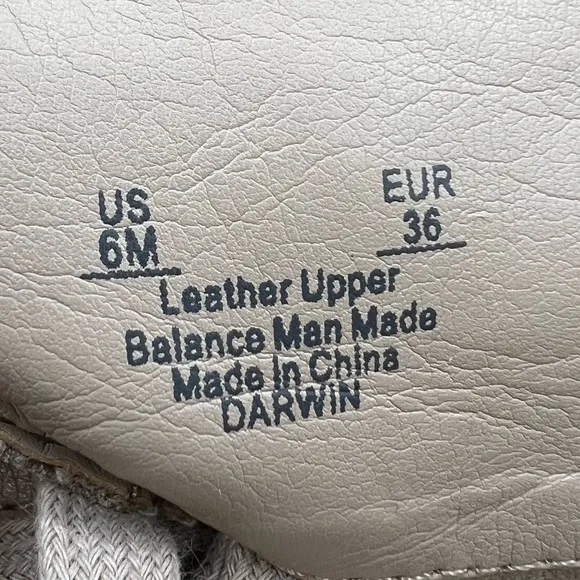 US EUR
6M 36
Leather Upper
Balance Man Made
Made In China
DARWIN